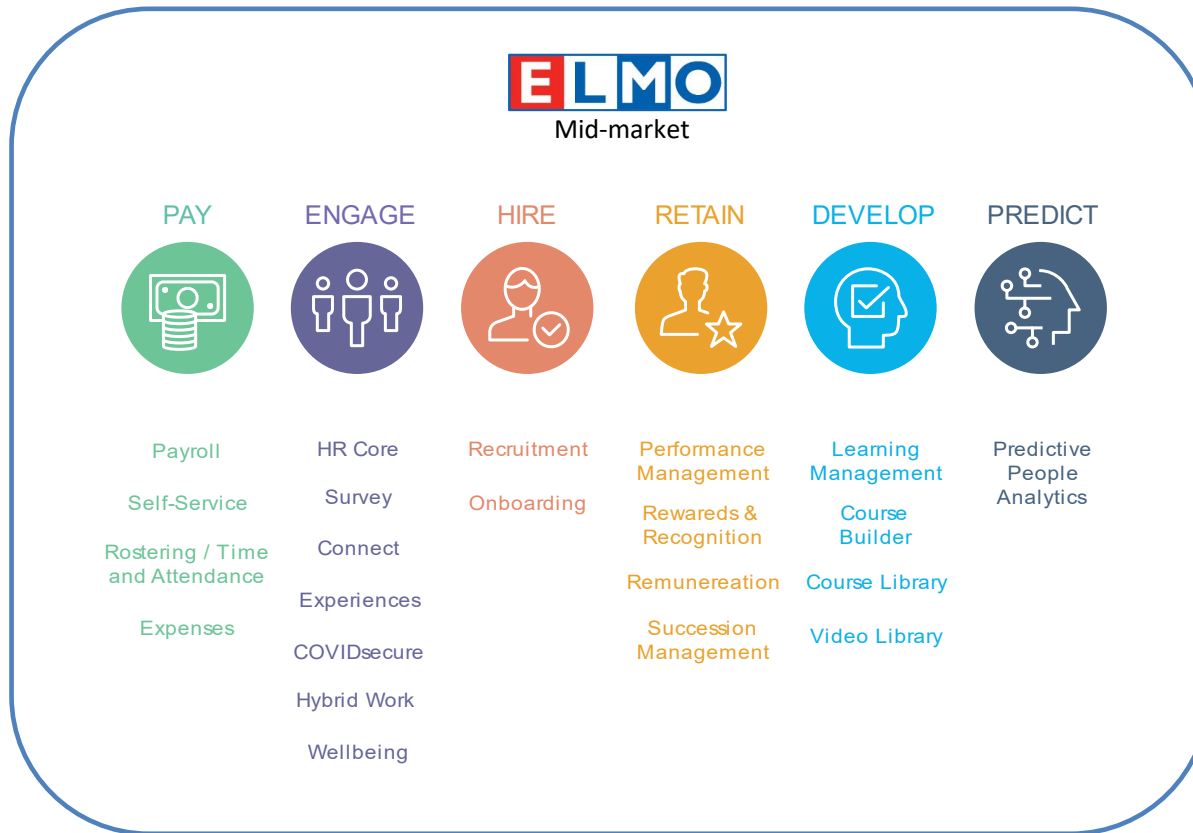 ELMO
Mid-market
PAY
ENGAGE
HIRE
RETAIN
DEVELOP
PREDICT
Payroll
Self-Service
Rostering / Time
and Attendance
Expenses
HR Core
Survey
Connect
Experiences
COVIDsecure
Hybrid Work
Wellbeing
Recruitment
Onboarding
Performance
Management
Rewareds &
Recognition
Remunereation
Succession
Management
Learning
Management
Course
Builder
Course Library
Video Library
Predictive
People
Analytics